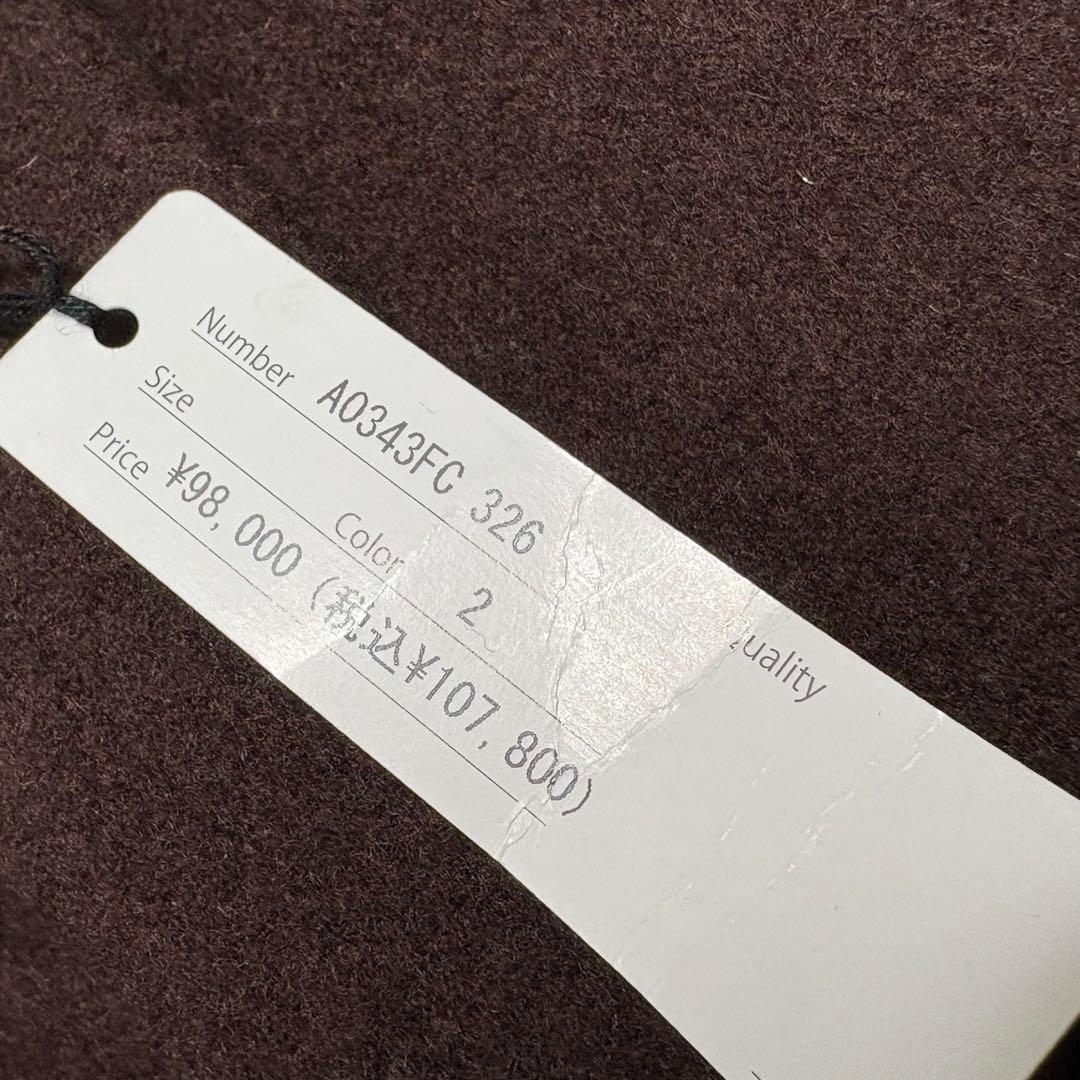 Number A0343FC 326
Size Color 2
Price ¥98,000 (税込¥107,800)
uality